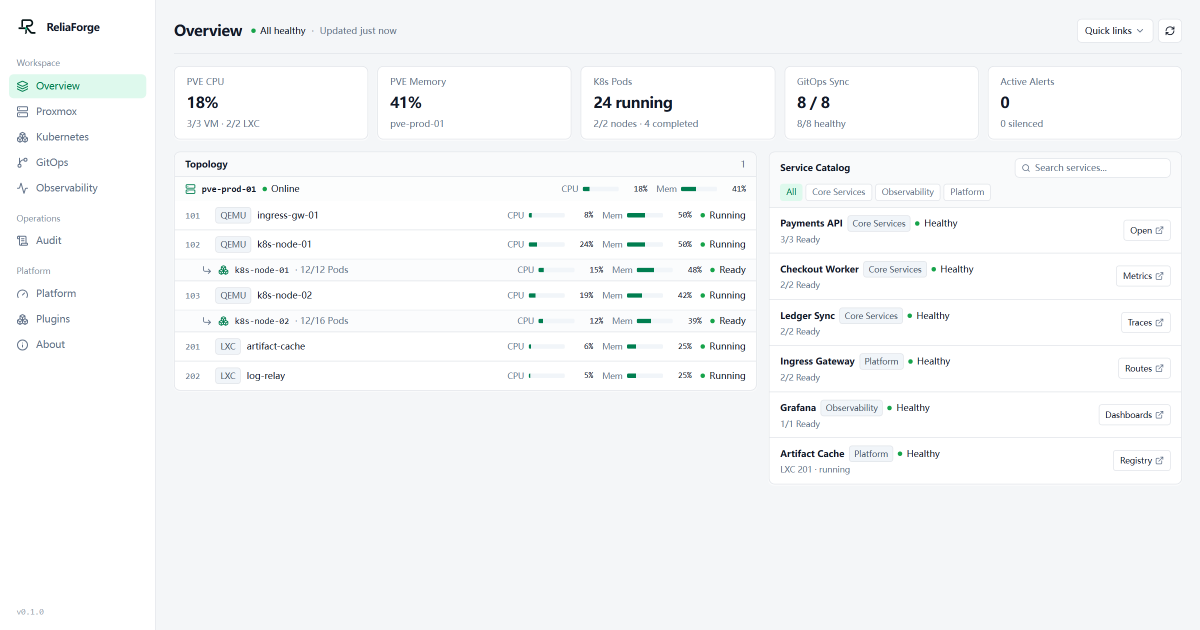 ReliaForge
Workspace
Overview
Proxmox
Kubernetes
GitOps
Observability
Operations
Audit
Platform
Platform
Plugins
About
v0.1.0
Overview All healthy · Updated just now
Quick links
PVE CPU
18%
3/3 VM · 2/2 LXC
PVE Memory
41%
pve-prod-01
K8s Pods
24 running
2/2 nodes · 4 completed
GitOps Sync
8 / 8
8/8 healthy
Active Alerts
0
0 silenced
Topology 1
pve-prod-01 Online CPU 18% Mem 41%
101 QEMU ingress-gw-01 CPU 8% Mem 50% Running
102 QEMU k8s-node-01 CPU 24% Mem 50% Running
k8s-node-01 · 12/12 Pods CPU 15% Mem 48% Ready
103 QEMU k8s-node-02 CPU 19% Mem 42% Running
k8s-node-02 · 12/16 Pods CPU 12% Mem 39% Ready
201 LXC artifact-cache CPU 6% Mem 25% Running
202 LXC log-relay CPU 5% Mem 25% Running
Service Catalog
Search services...
All Core Services Observability Platform
Payments API Core Services Healthy
3/3 Ready
Open
Checkout Worker Core Services Healthy
2/2 Ready
Metrics
Ledger Sync Core Services Healthy
2/2 Ready
Traces
Ingress Gateway Platform Healthy
2/2 Ready
Routes
Grafana Observability Healthy
1/1 Ready
Dashboards
Artifact Cache Platform Healthy
LXC 201 · running
Registry